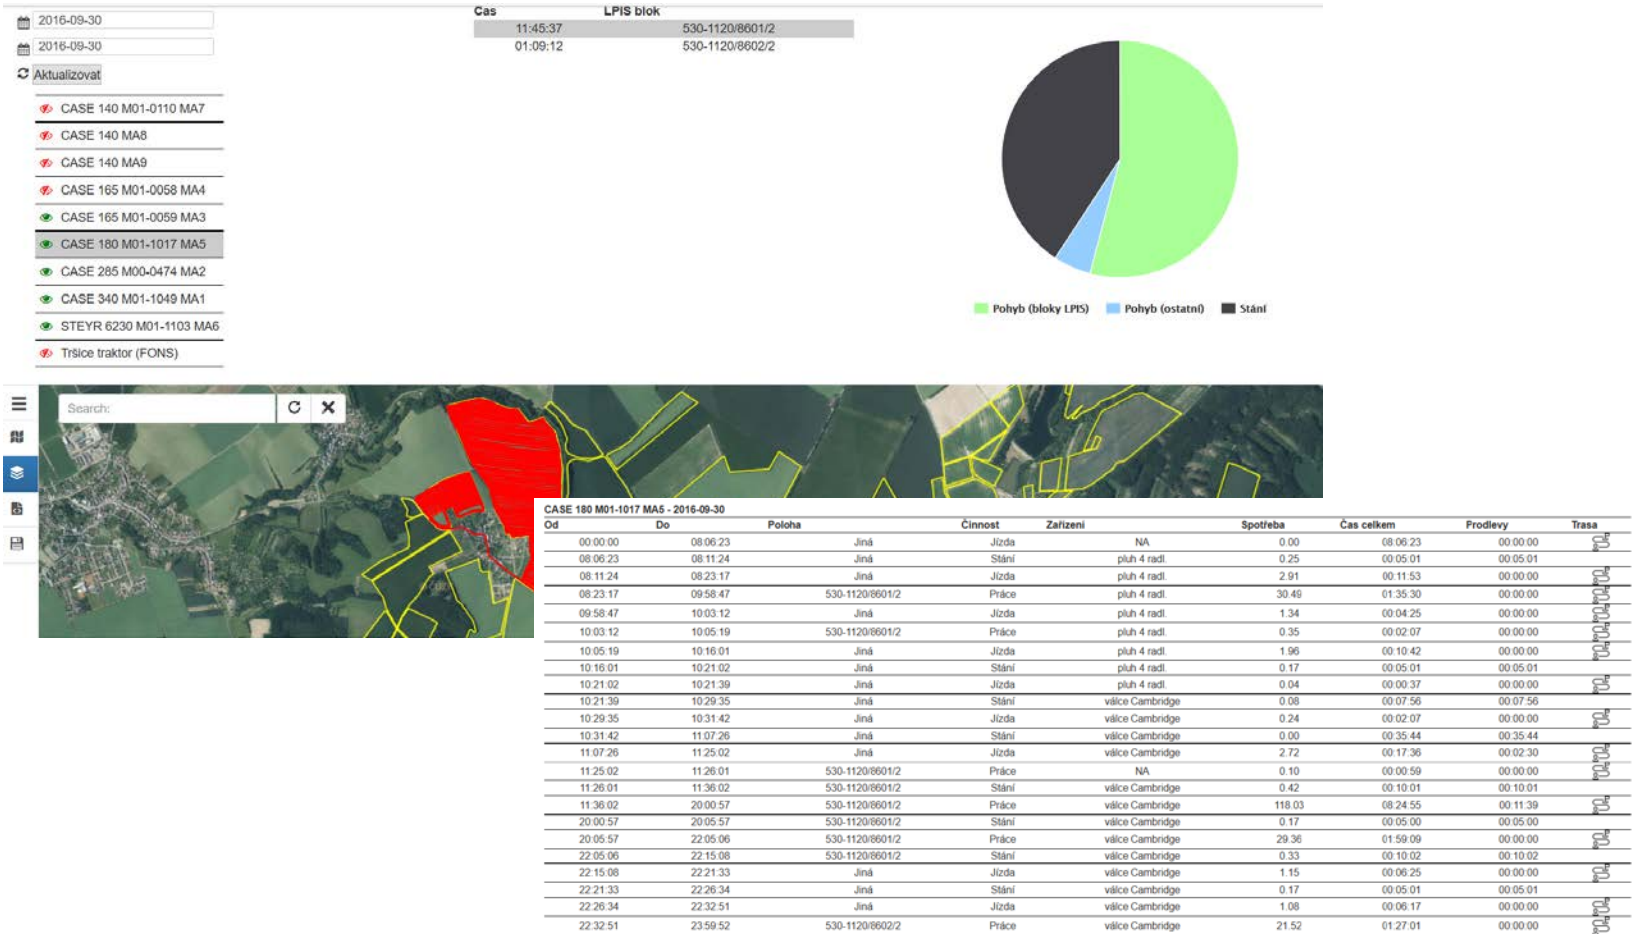 2016-09-30
2016-09-30
Aktualizovat
CASE 140 M01-0110 MA7
CASE 140 MA8
CASE 140 MA9
CASE 165 M01-0058 MA4
CASE 165 M01-0059 MA3
CASE 180 M01-1017 MA5
CASE 285 M00-0474 MA2
CASE 340 M01-1049 MA1
STEYR 6230 M01-1103 MA6
Tršice traktor (FONS)
Cas LPIS blok
11:45:37 530-1120/8601/2
01:09:12 530-1120/8602/2
Pohyb (bloky LPIS) Pohyb (ostatní) Stání
Search:
CASE 180 M01-1017 MA5 - 2016-09-30
Od Do Poloha Činnost Zařízení Spotřeba Čas celkem Prodlevy Trasa
00:00:00 08:06:23 Jiná Jízda NA 0.00 08:06:23 00:00:00
08:06:23 08:11:24 Jiná Stání pluh 4 radl. 0.25 00:05:01 00:05:01
08:11:24 08:23:17 Jiná Jízda pluh 4 radl. 2.91 00:11:53 00:00:00
08:23:17 09:58:47 530-1120/8601/2 Práce pluh 4 radl. 30.49 01:35:30 00:00:00
09:58:47 10:03:12 Jiná Jízda pluh 4 radl. 1.34 00:04:25 00:00:00
10:03:12 10:05:19 530-1120/8601/2 Práce pluh 4 radl. 0.35 00:02:07 00:00:00
10:05:19 10:16:01 Jiná Jízda pluh 4 radl. 1.96 00:10:42 00:00:00
10:16:01 10:21:02 Jiná Stání pluh 4 radl. 0.17 00:05:01 00:05:01
10:21:02 10:21:39 Jiná Jízda pluh 4 radl. 0.04 00:00:37 00:00:00
10:21:39 10:29:35 Jiná Stání válce Cambridge 0.08 00:07:56 00:07:56
10:29:35 10:31:42 Jiná Jízda válce Cambridge 0.24 00:02:07 00:00:00
10:31:42 11:07:26 Jiná Stání válce Cambridge 0.00 00:35:44 00:35:44
11:07:26 11:25:02 Jiná Jízda válce Cambridge 2.72 00:17:36 00:02:30
11:25:02 11:26:01 530-1120/8601/2 Práce NA 0.10 00:00:59 00:00:00
11:26:01 11:36:02 530-1120/8601/2 Stání válce Cambridge 0.42 00:10:01 00:10:01
11:36:02 20:00:57 530-1120/8601/2 Práce válce Cambridge 118.03 08:24:55 00:11:39
20:00:57 20:05:57 530-1120/8601/2 Stání válce Cambridge 0.17 00:05:00 00:05:00
20:05:57 22:05:06 530-1120/8601/2 Práce válce Cambridge 29.36 01:59:09 00:00:00
22:05:06 22:15:08 530-1120/8601/2 Stání válce Cambridge 0.33 00:10:02 00:10:02
22:15:08 22:21:33 Jiná Jízda válce Cambridge 1.15 00:06:25 00:00:00
22:21:33 22:26:34 Jiná Stání válce Cambridge 0.17 00:05:01 00:05:01
22:26:34 22:32:51 Jiná Jízda válce Cambridge 1.08 00:06:17 00:00:00
22:32:51 23:59:52 530-1120/8602/2 Práce válce Cambridge 21.52 01:27:01 00:00:00